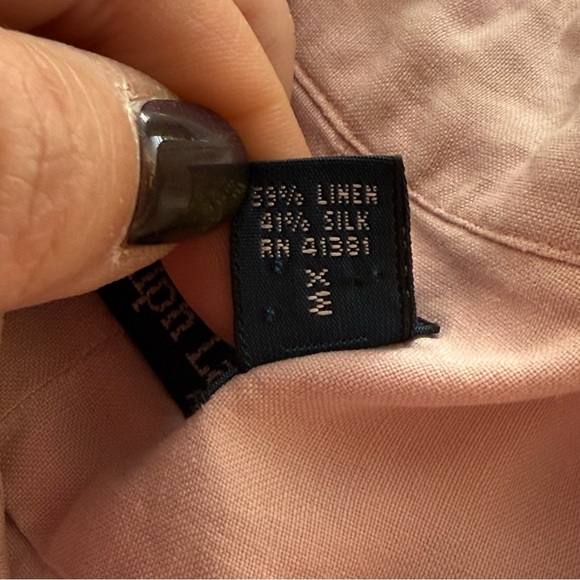 59% LINEN
41% SILK
RN 41381
X